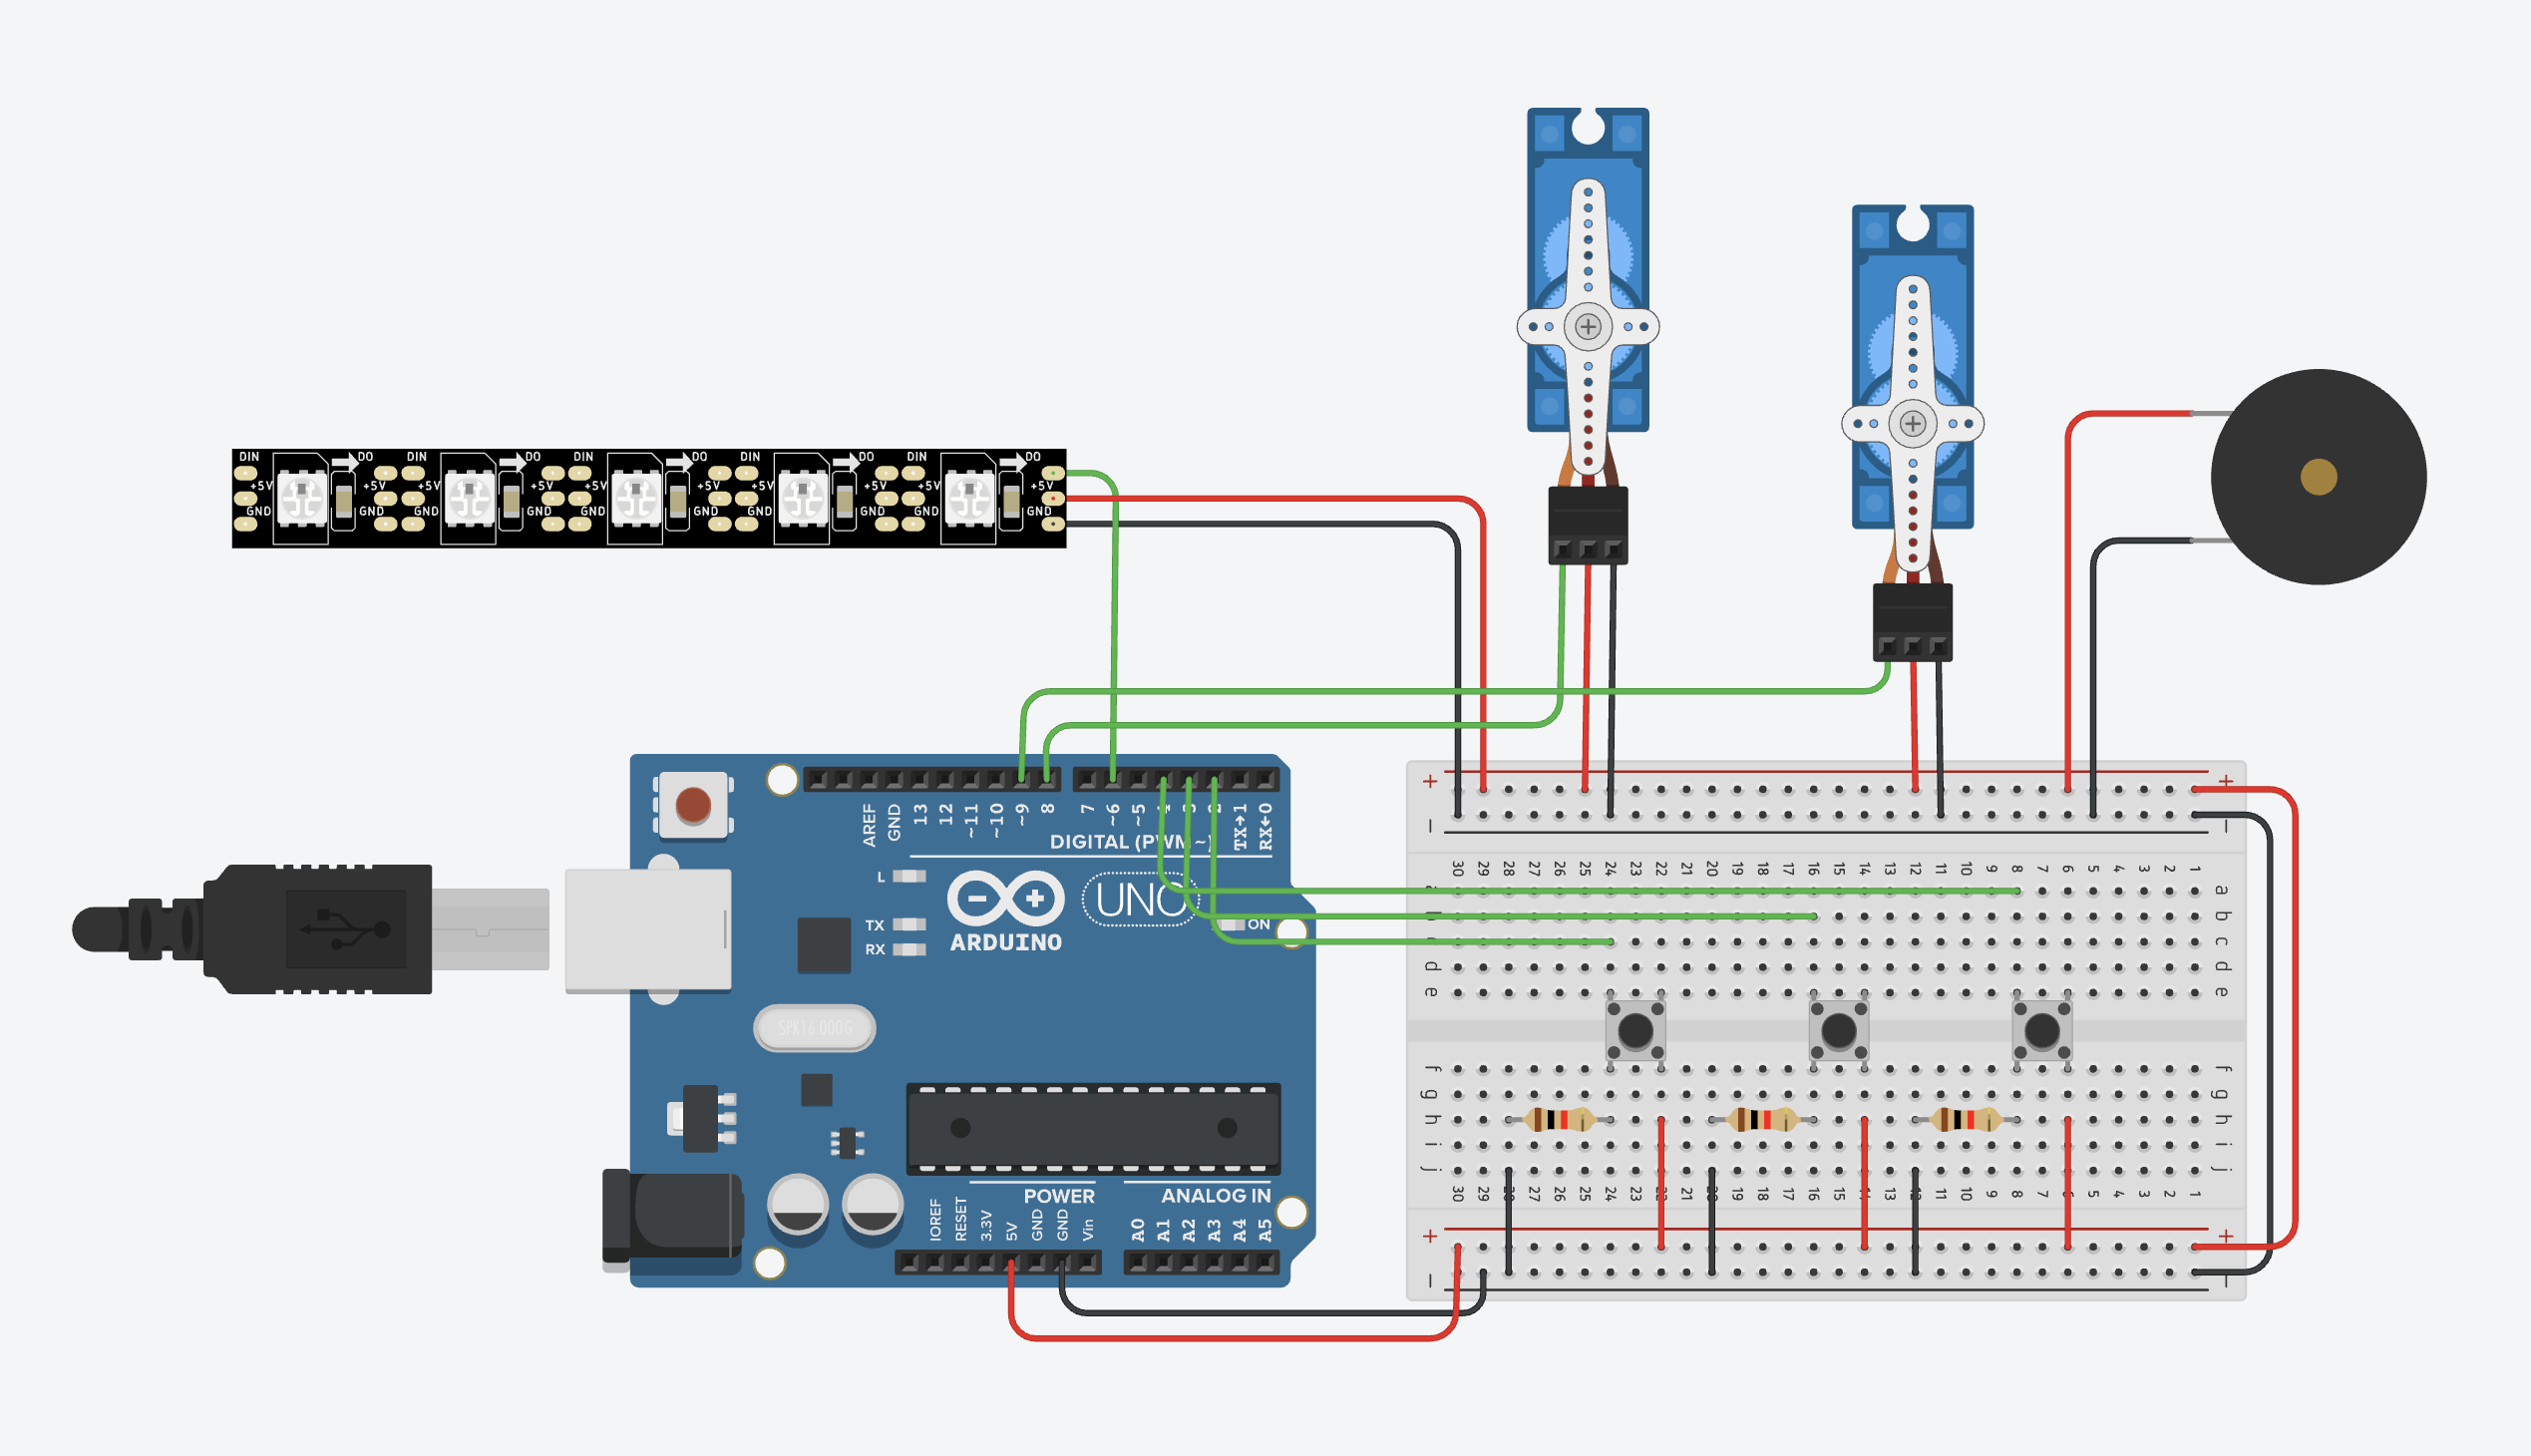 DIN DO DIN DO DIN DO DIN DO DIN DO
+5V +5V +5V +5V +5V +5V +5V +5V +5V
GND GND GND GND GND GND GND GND GND GND
AREF GND 13 12 ~11 ~10 ~9 8 7 ~6 ~5 4 3 2 TX→1 RX←0
DIGITAL (PWM ~)
L
TX
RX
ARDUINO
UNO
ON
SPK16.000G
POWER
ANALOG IN
IOREF RESET 3.3V 5V GND GND Vin A0 A1 A2 A3 A4 A5
+ +
- -
30 29 28 27 26 25 24 23 22 21 20 19 18 17 16 15 14 13 12 11 10 9 8 7 6 5 4 3 2 1
a a
b b
c c
d d
e e
f f
g g
h h
i i
j j
30 29 28 27 26 25 24 23 22 21 20 19 18 17 16 15 14 13 12 11 10 9 8 7 6 5 4 3 2 1
+ +
- -